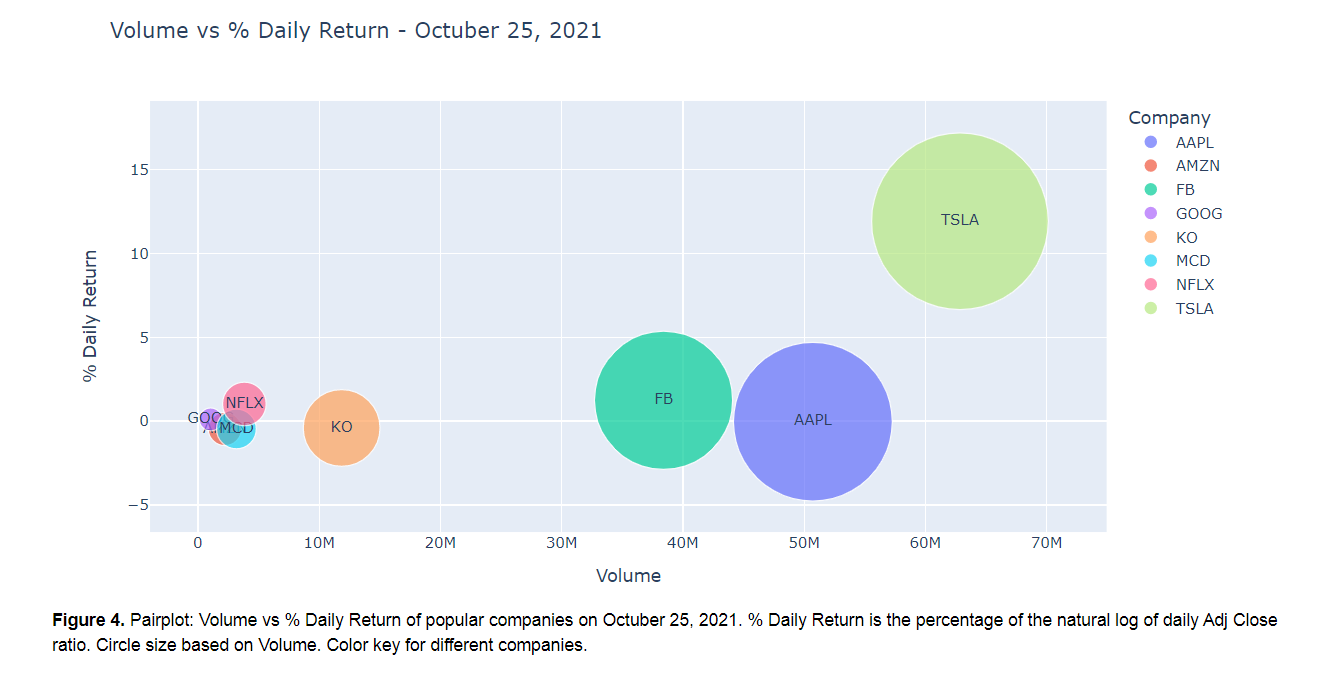 Volume vs % Daily Return - Octuber 25, 2021
Company
AAPL
AMZN
FB
GOOG
KO
MCD
NFLX
TSLA
% Daily Return
15
10
5
0
−5
TSLA
FB
AAPL
NFLX
MCD
KO
0
10M
20M
30M
40M
50M
60M
70M
Volume
Figure 4. Pairplot: Volume vs % Daily Return of popular companies on October 25, 2021. % Daily Return is the percentage of the natural log of daily Adj Close
ratio. Circle size based on Volume. Color key for different companies.